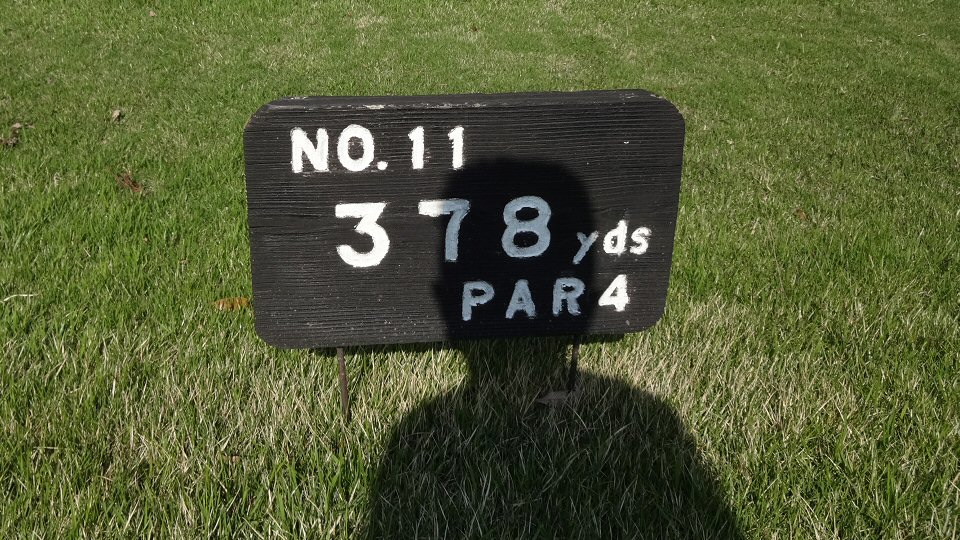 NO. 11
378 yds
PAR 4